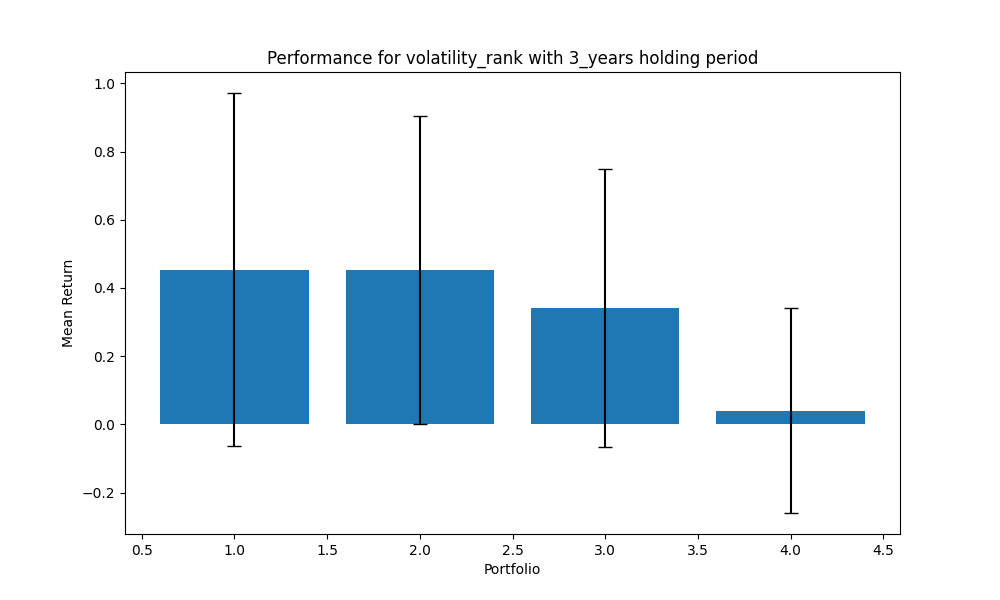 Performance for volatility_rank with 3_years holding period
1.0
0.8
0.6
0.4
0.2
0.0
−0.2
Mean Return
0.5 1.0 1.5 2.0 2.5 3.0 3.5 4.0 4.5
Portfolio